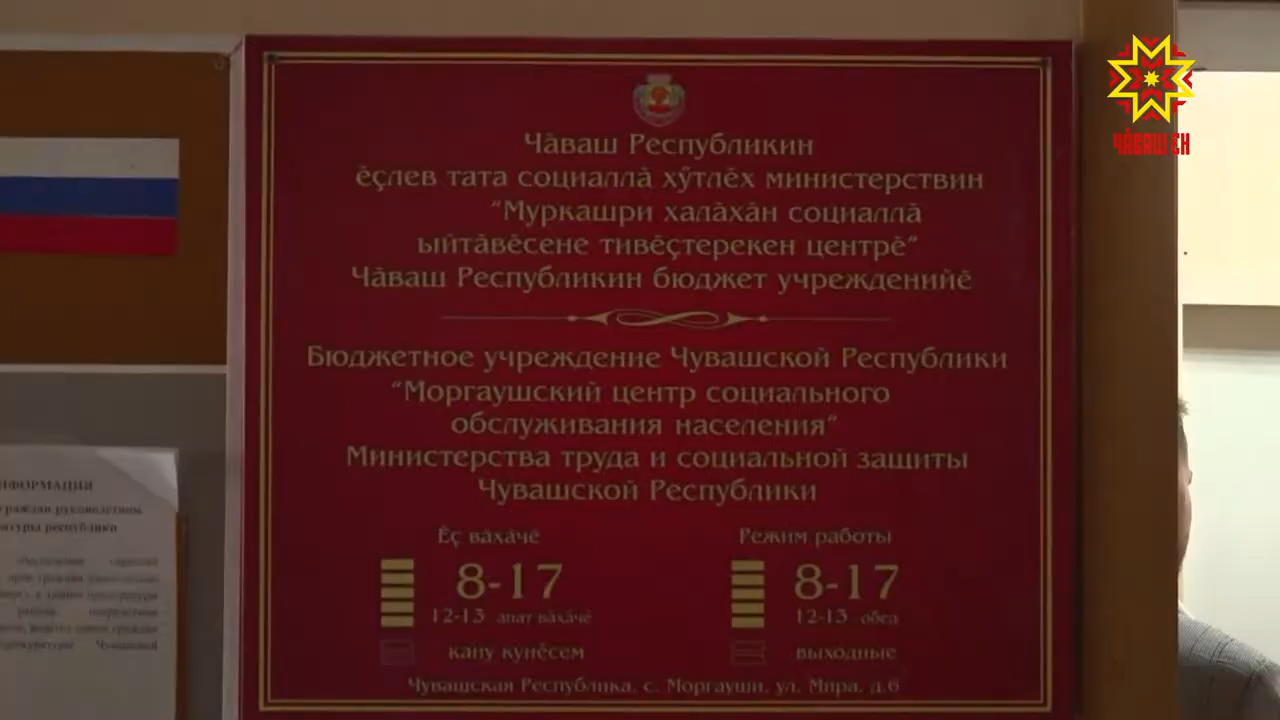 ЧĂВАШ ЕН
Чăваш Республикин
ĕçлев тата социаллă хӳтлĕх министерствин
"Муркашри халăхăн социаллă
ыйтăвĕсене тивĕçтерекен центрĕ"
Чăваш Республикин бюджет учрежденийĕ
Бюджетное учреждение Чувашской Республики
"Моргаушский центр социального
обслуживания населения"
Министерства труда и социальной защиты
Чувашской Республики
Ĕç вăхăчĕ
8-17
12-13 апат вăхăчĕ
кану кунĕсем
Режим работы
8-17
12-13 обед
выходные
Чувашская Республика, с. Моргауши, ул. Мира, д.6
НФОРМАЦИЯ
руководством
республики